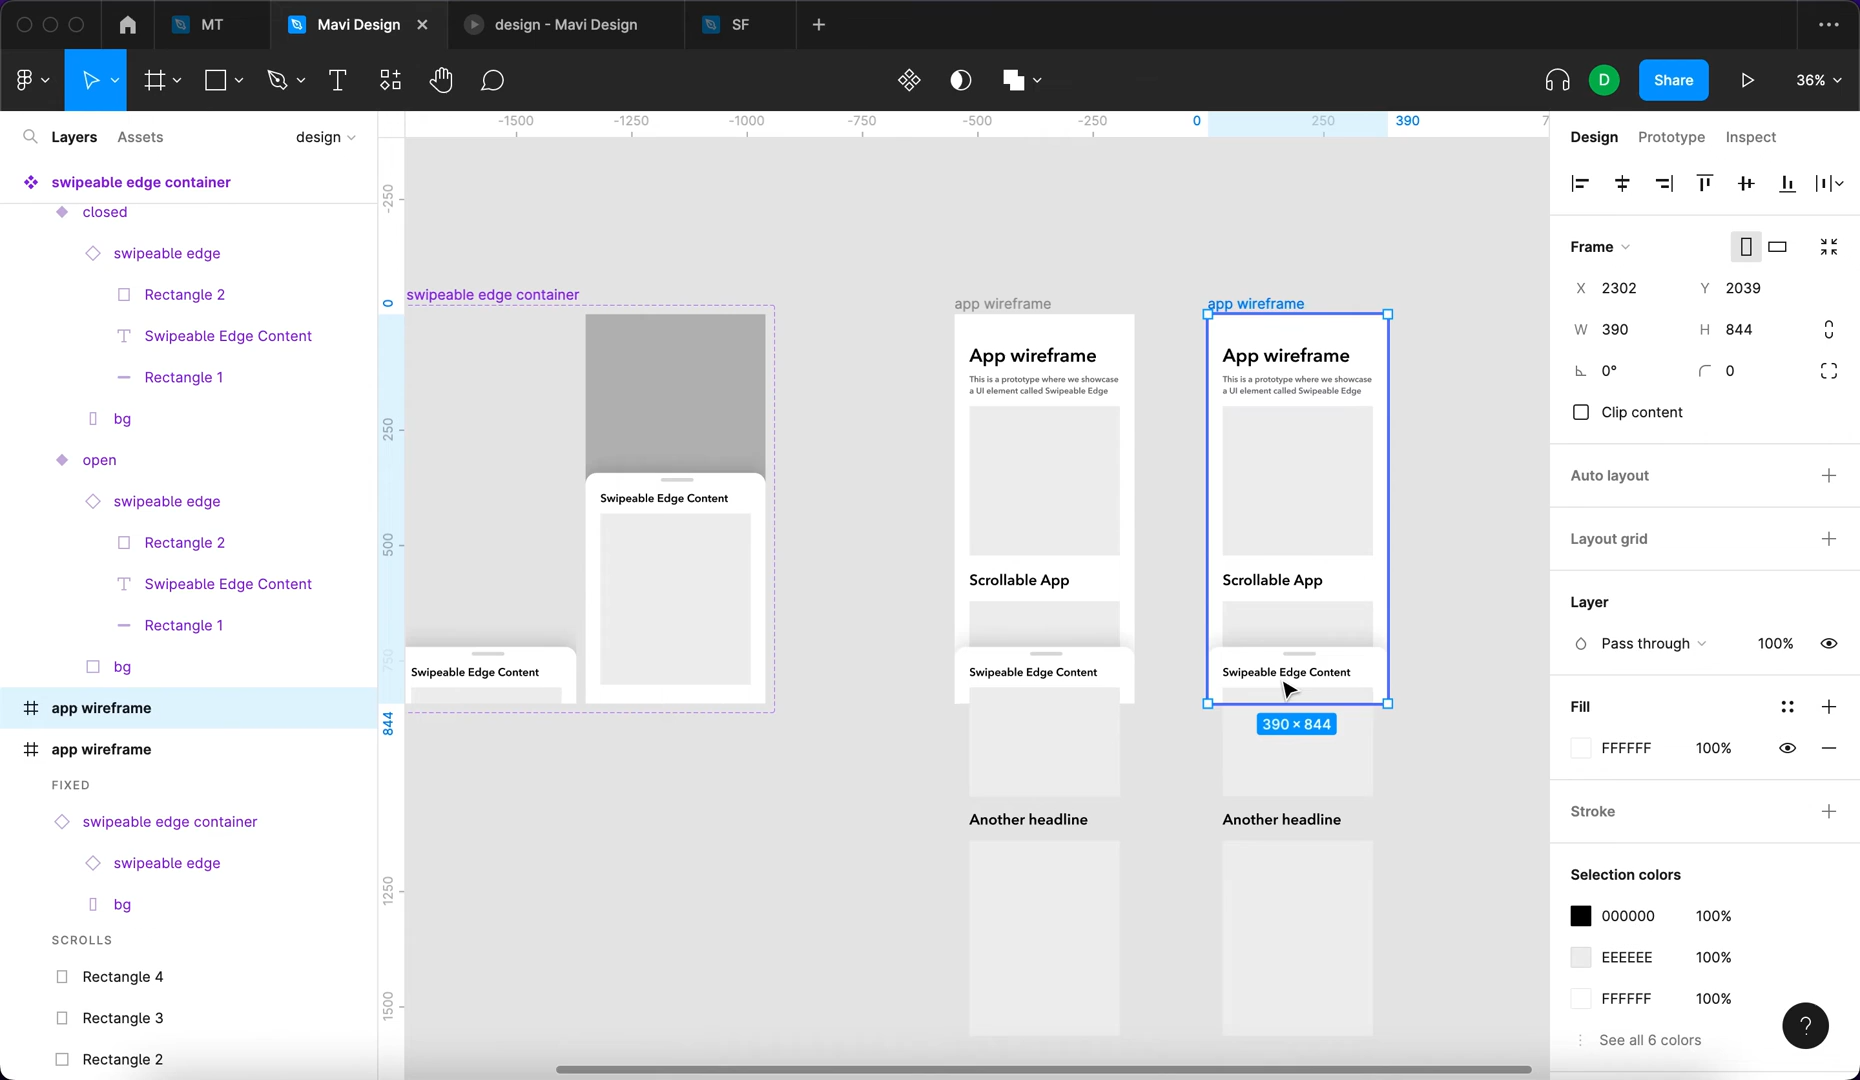 MT
Mavi Design
design - Mavi Design
SF
D
Share
36%
Layers
Assets
design
swipeable edge container
closed
swipeable edge
Rectangle 2
Swipeable Edge Content
Rectangle 1
bg
open
swipeable edge
Rectangle 2
Swipeable Edge Content
Rectangle 1
bg
app wireframe
app wireframe
FIXED
swipeable edge container
swipeable edge
bg
SCROLLS
Rectangle 4
Rectangle 3
Rectangle 2
-1500
-1250
-1000
-750
-500
-250
0
250
390
7
-250
0
250
500
750
844
1250
1500
swipeable edge container
Swipeable Edge Content
Swipeable Edge Content
app wireframe
App wireframe
This is a prototype where we showcase
a UI element called Swipeable Edge
Scrollable App
Swipeable Edge Content
Another headline
app wireframe
App wireframe
This is a prototype where we showcase
a UI element called Swipeable Edge
Scrollable App
Swipeable Edge Content
390 × 844
Another headline
Design
Prototype
Inspect
Frame
X 2302
Y 2039
W 390
H 844
0°
0
Clip content
Auto layout
Layout grid
Layer
Pass through
100%
Fill
FFFFFF
100%
Stroke
Selection colors
000000
100%
EEEEEE
100%
FFFFFF
100%
See all 6 colors
?